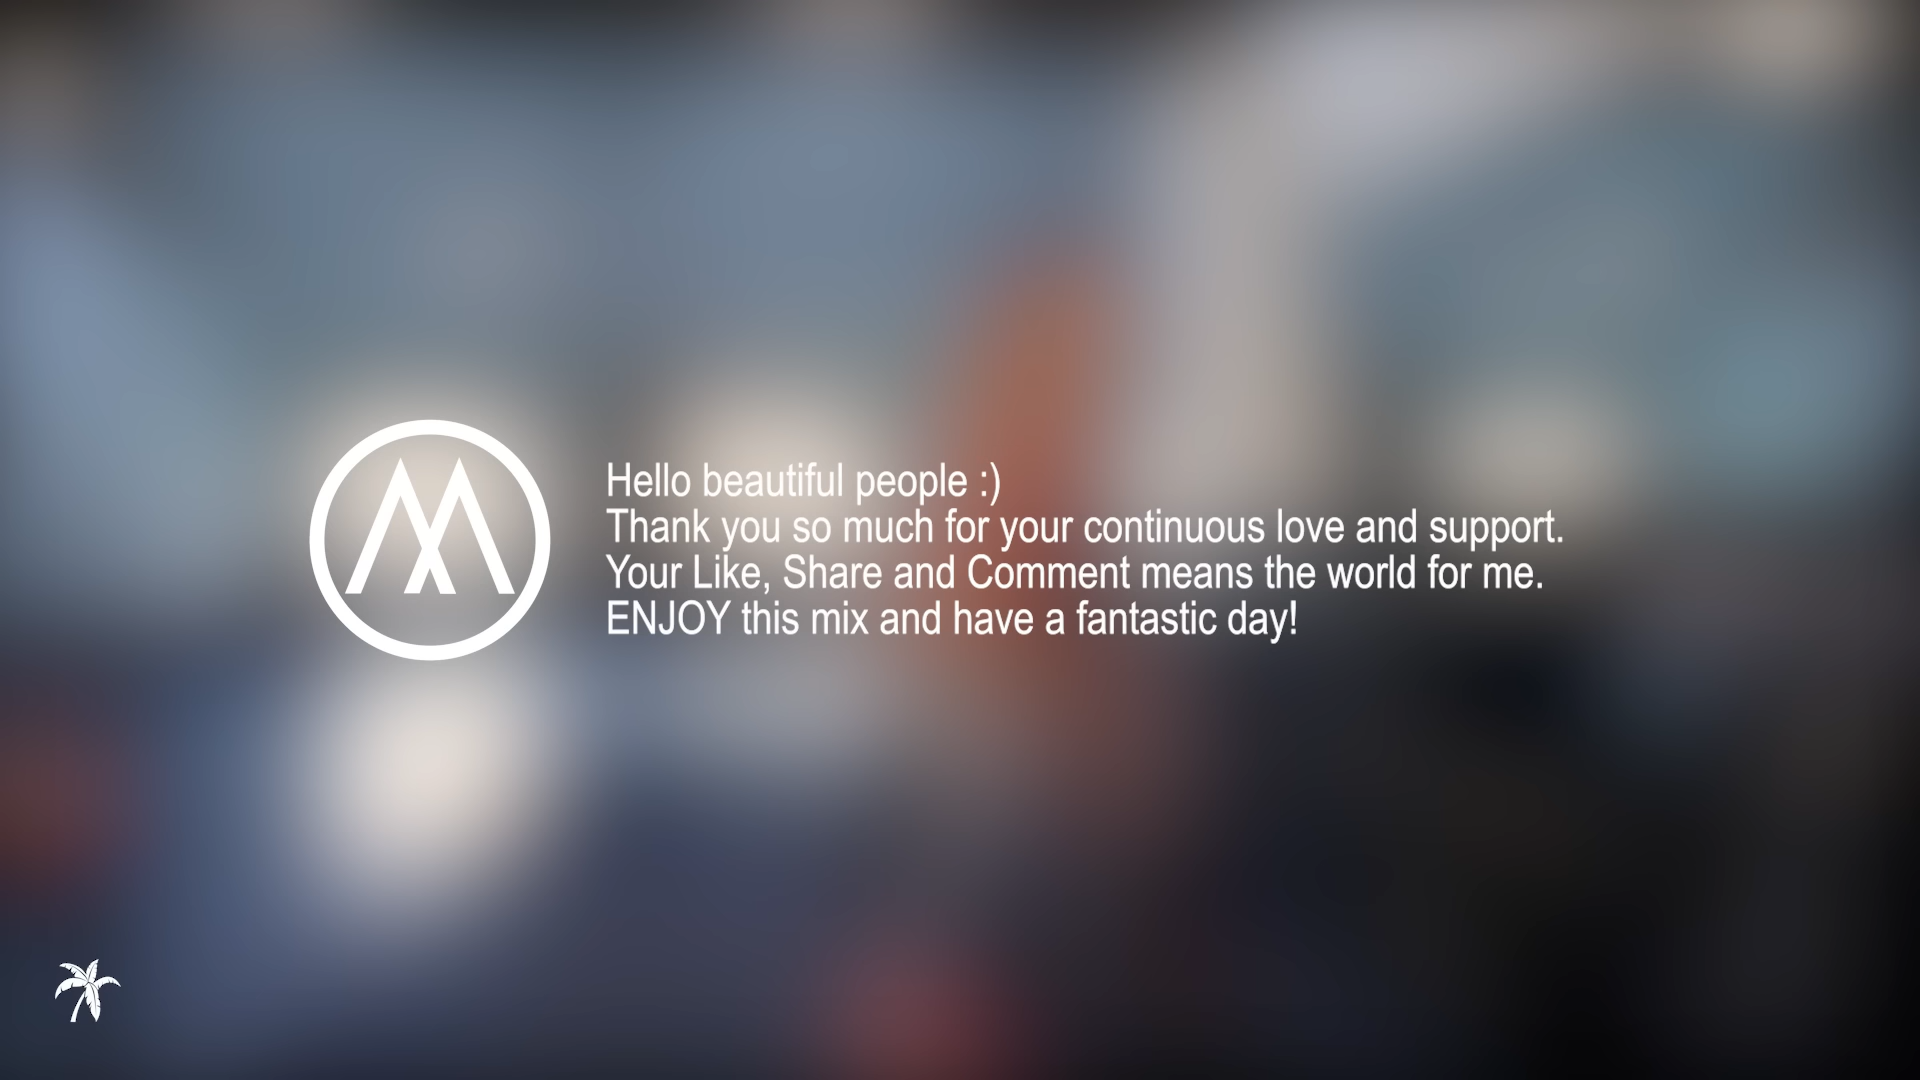 Hello beautiful people :)
Thank you so much for your continuous love and support.
Your Like, Share and Comment means the world for me.
ENJOY this mix and have a fantastic day!